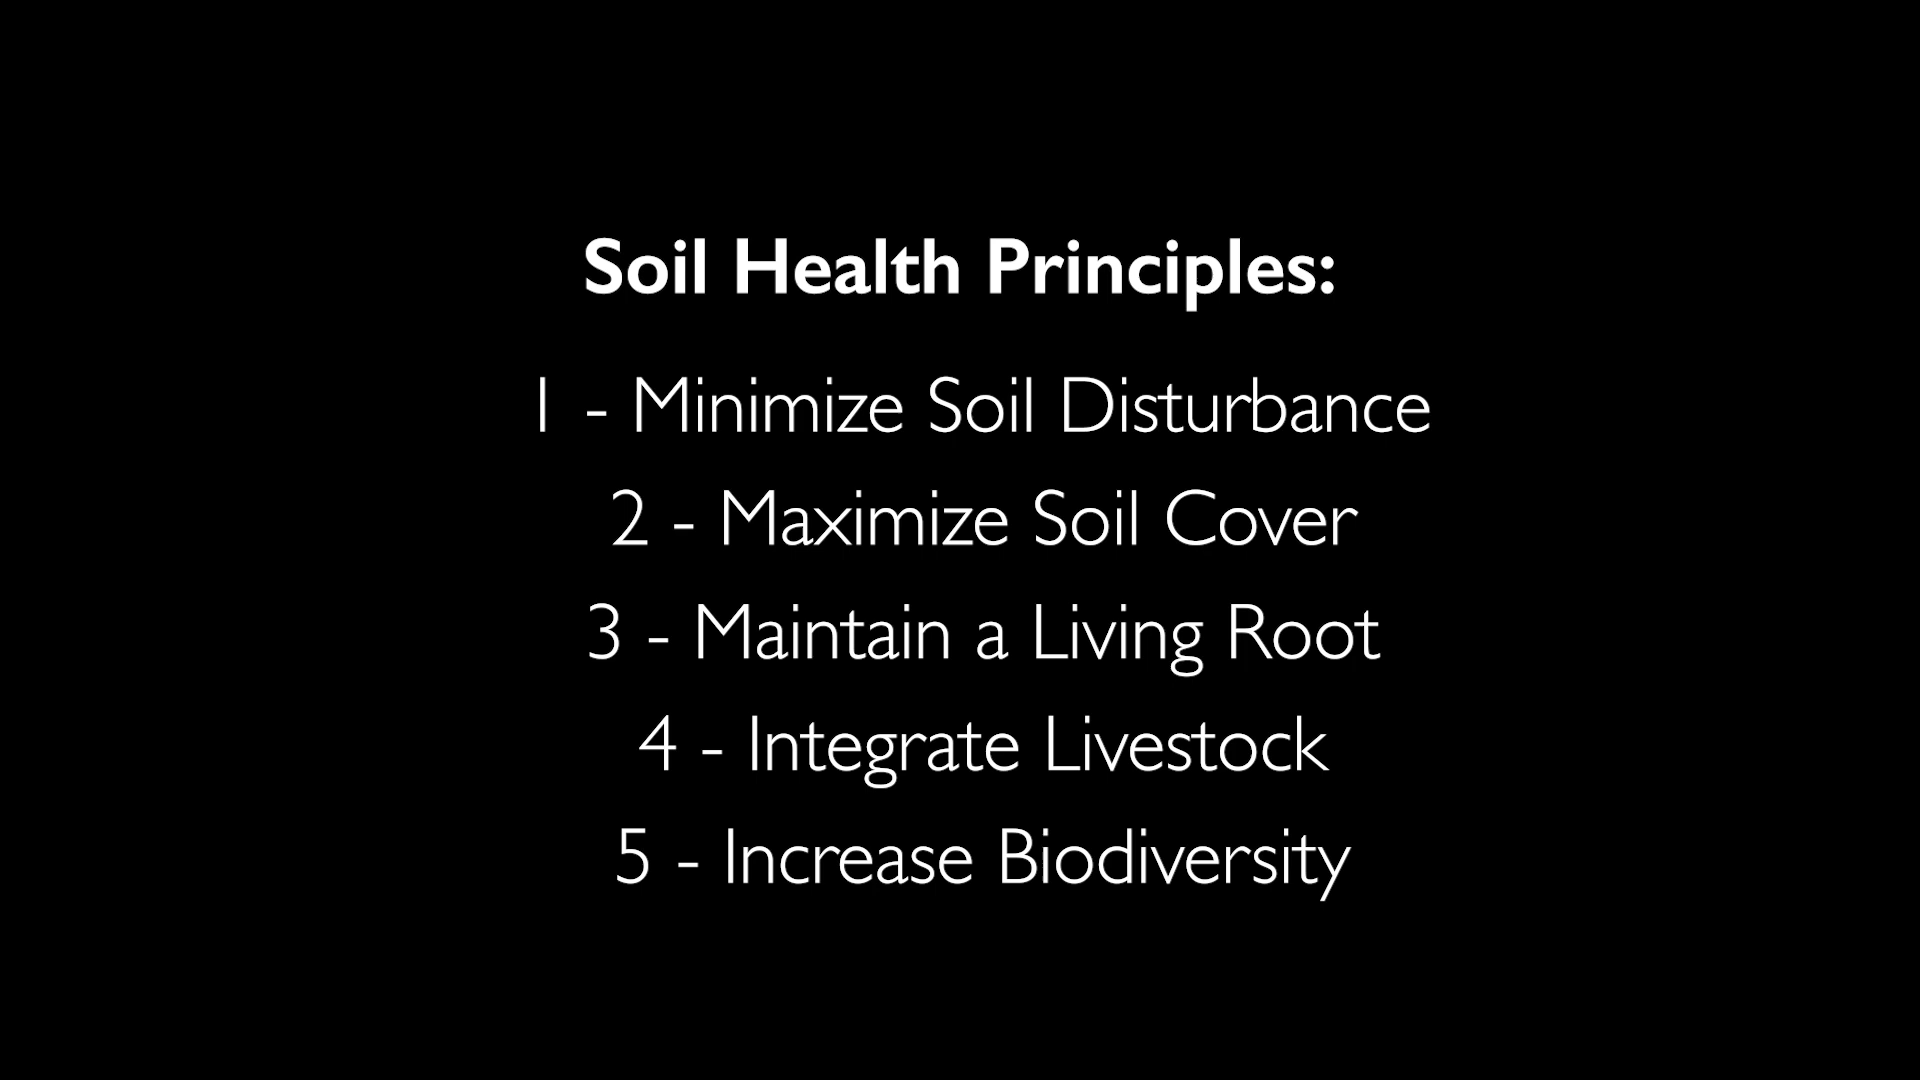 Soil Health Principles:
1 - Minimize Soil Disturbance
2 - Maximize Soil Cover
3 - Maintain a Living Root
4 - Integrate Livestock
5 - Increase Biodiversity